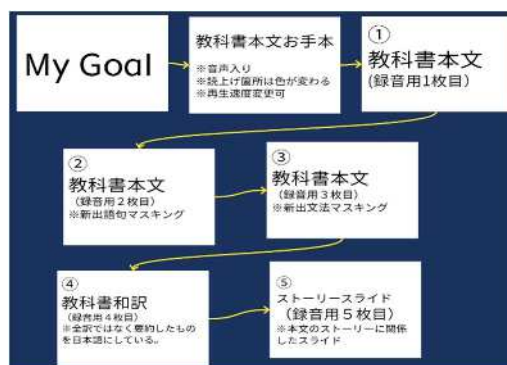 My Goal
教科書本文お手本
※音声入り
※読上げ箇所は色が変わる
※再生速度変更可
①
教科書本文
(録音用1枚目)
②
教科書本文
（録音用２枚目）
※新出語句マスキング
③
教科書本文
（録音用３枚目）
※新出文法マスキング
④
教科書和訳
（録音用４枚目）
※全訳ではなく要約したもの
を日本語にしている。
⑤
ストーリースライド
（録音用５枚目）
※本文のストーリーに関係
したスライド